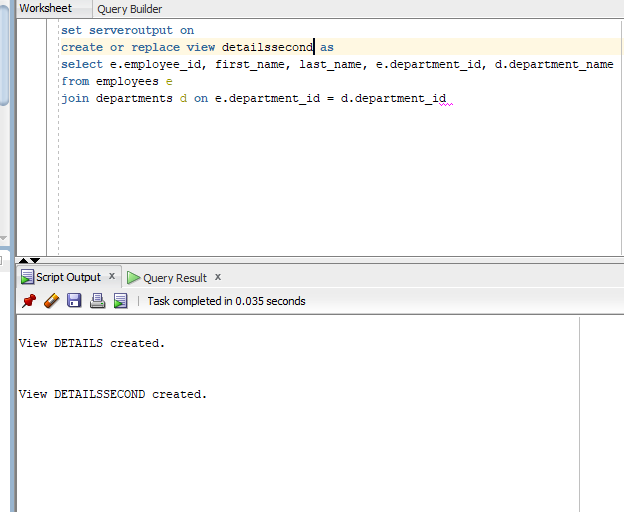 Worksheet Query Builder
set serveroutput on
create or replace view detailssecond as
select e.employee_id, first_name, last_name, e.department_id, d.department_name
from employees e
join departments d on e.department_id = d.department_id
Script Output x Query Result x
Task completed in 0.035 seconds
View DETAILS created.
View DETAILSSECOND created.